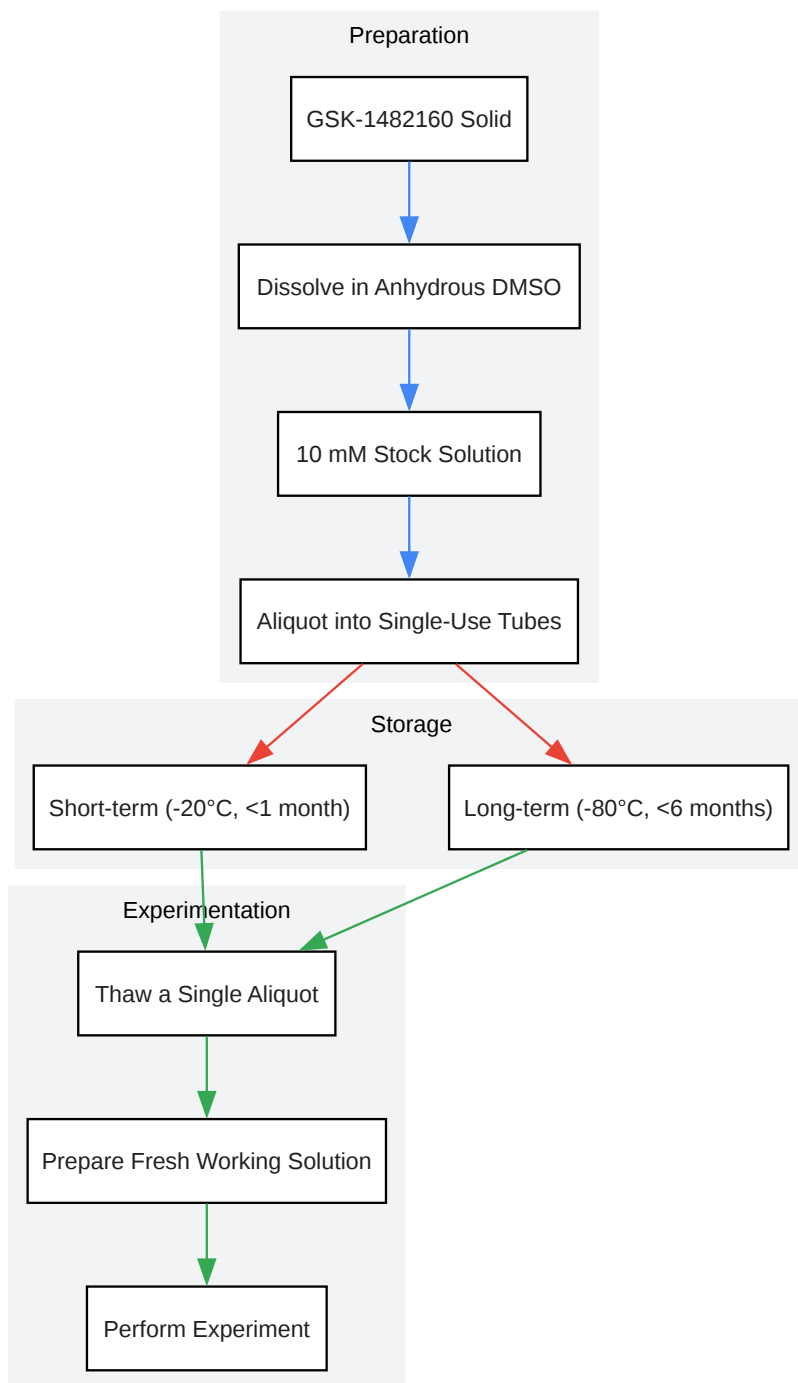 Preparation
GSK-1482160 Solid
Dissolve in Anhydrous DMSO
10 mM Stock Solution
Aliquot into Single-Use Tubes
Storage
Short-term (-20°C, <1 month)
Long-term (-80°C, <6 months)
Experimentation
Thaw a Single Aliquot
Prepare Fresh Working Solution
Perform Experiment